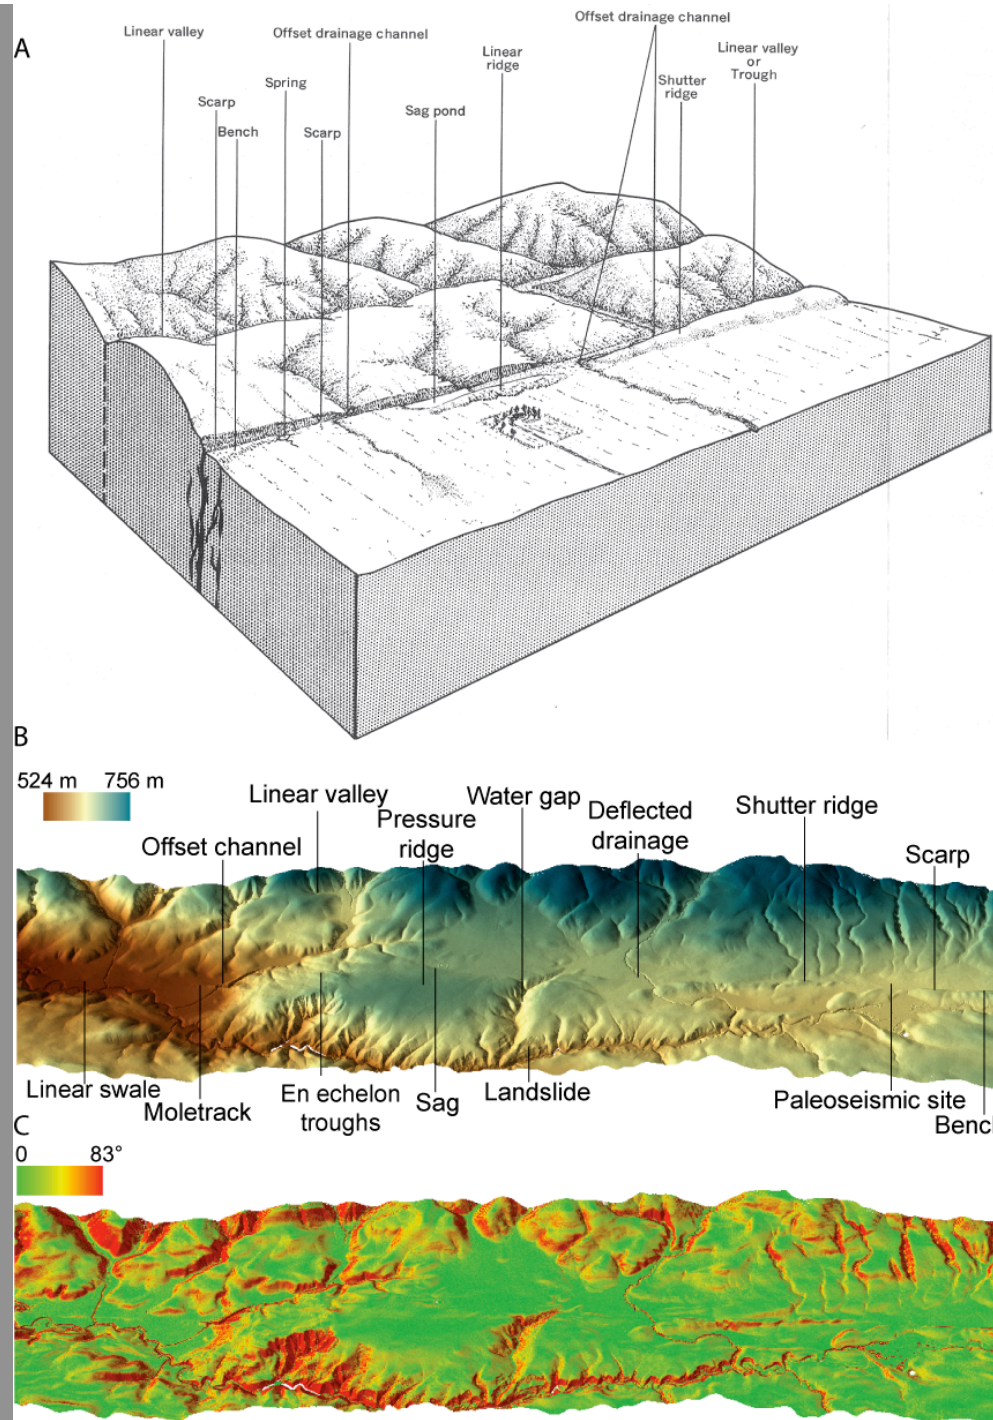 A
Linear valley
Offset drainage channel
Offset drainage channel
Linear
ridge
Linear valley
or
Trough
Spring
Shutter
ridge
Scarp
Bench
Scarp
Sag pond
B
524 m
756 m
Linear valley
Water gap
Pressure
ridge
Deflected
drainage
Shutter ridge
Offset channel
Scarp
Linear swale
Moletrack
En echelon
troughs
Sag
Landslide
Paleoseismic site
Bench
C
0
83°